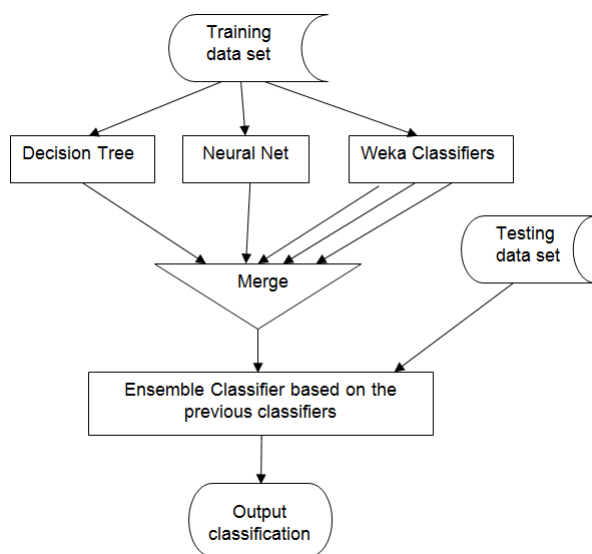 Training
data set
Decision Tree
Neural Net
Weka Classifiers
Testing
data set
Merge
Ensemble Classifier based on the
previous classifiers
Output
classification